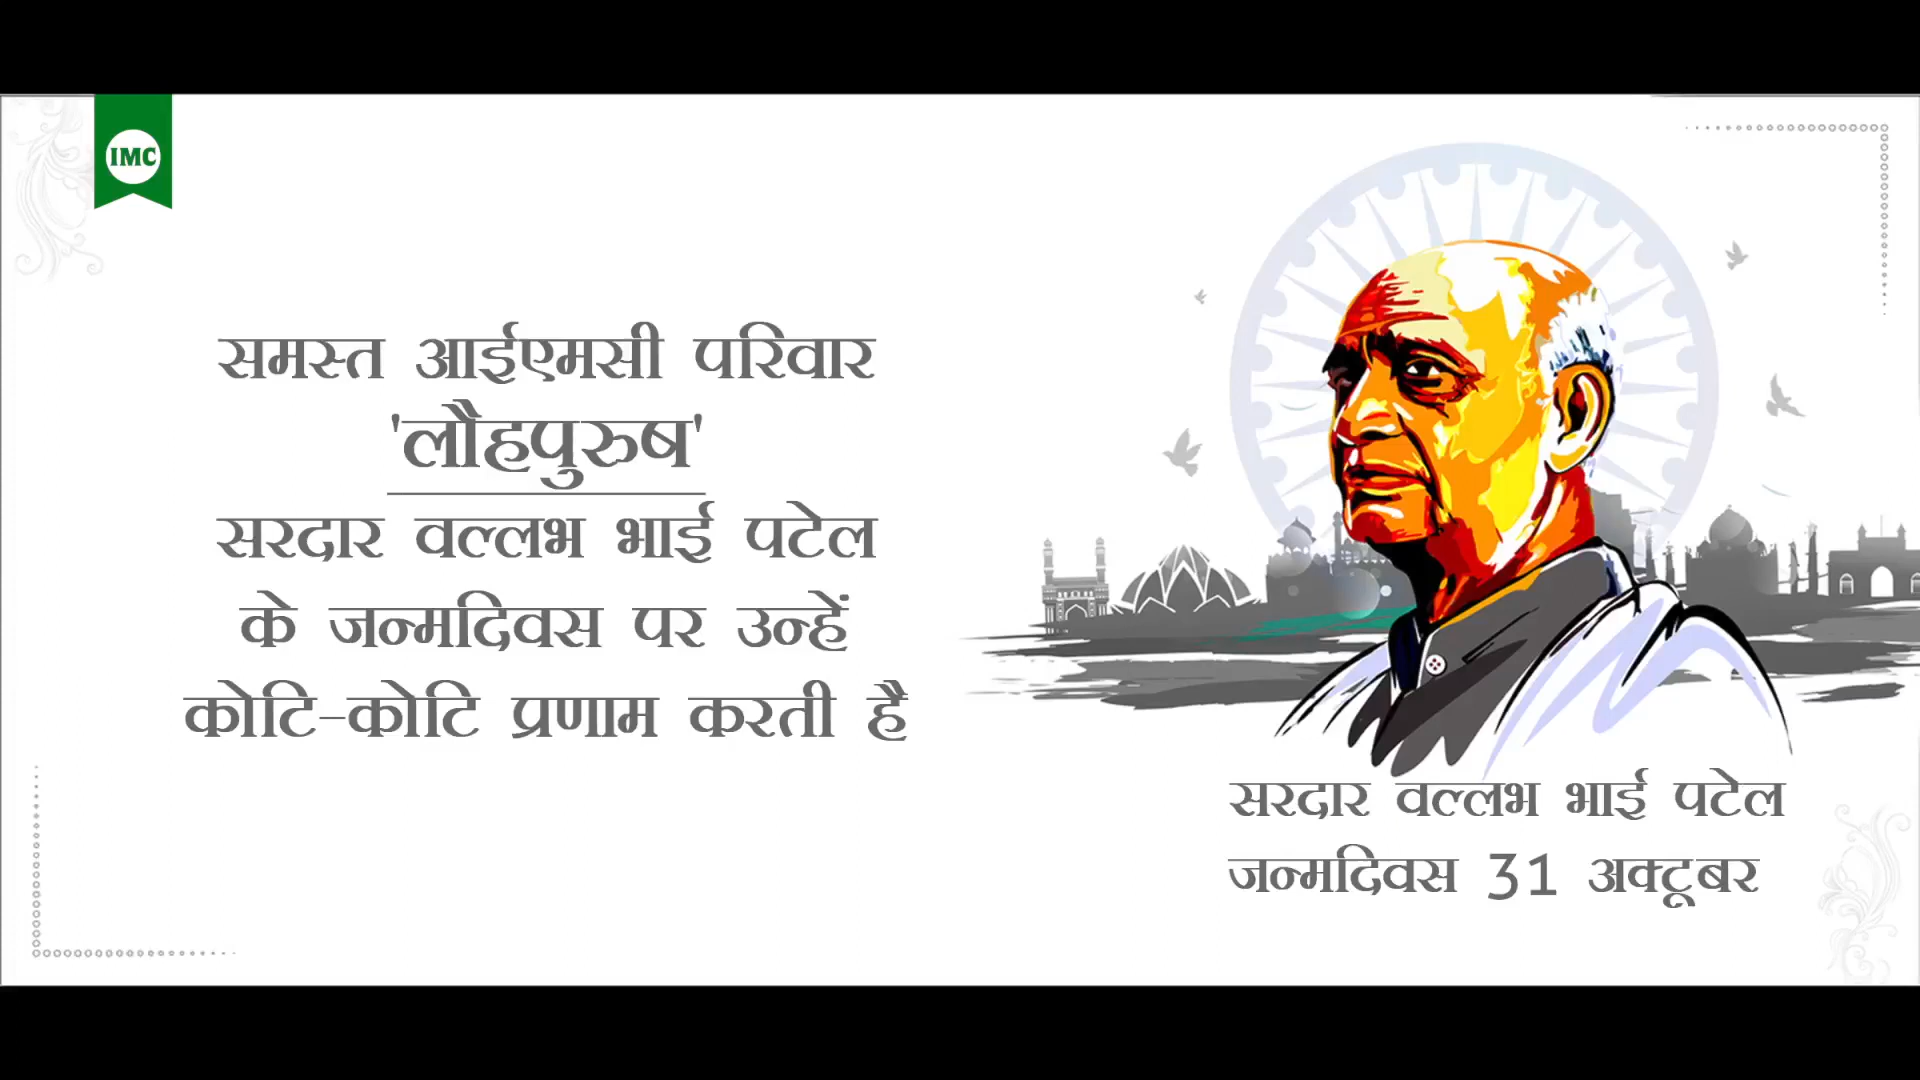 IMC
समस्त आईएमसी परिवार
'लौहपुरुष'
सरदार वल्लभ भाई पटेल
के जन्मदिवस पर उन्हें
कोटि-कोटि प्रणाम करती है
सरदार वल्लभ भाई पटेल
जन्मदिवस 31 अक्टूबर